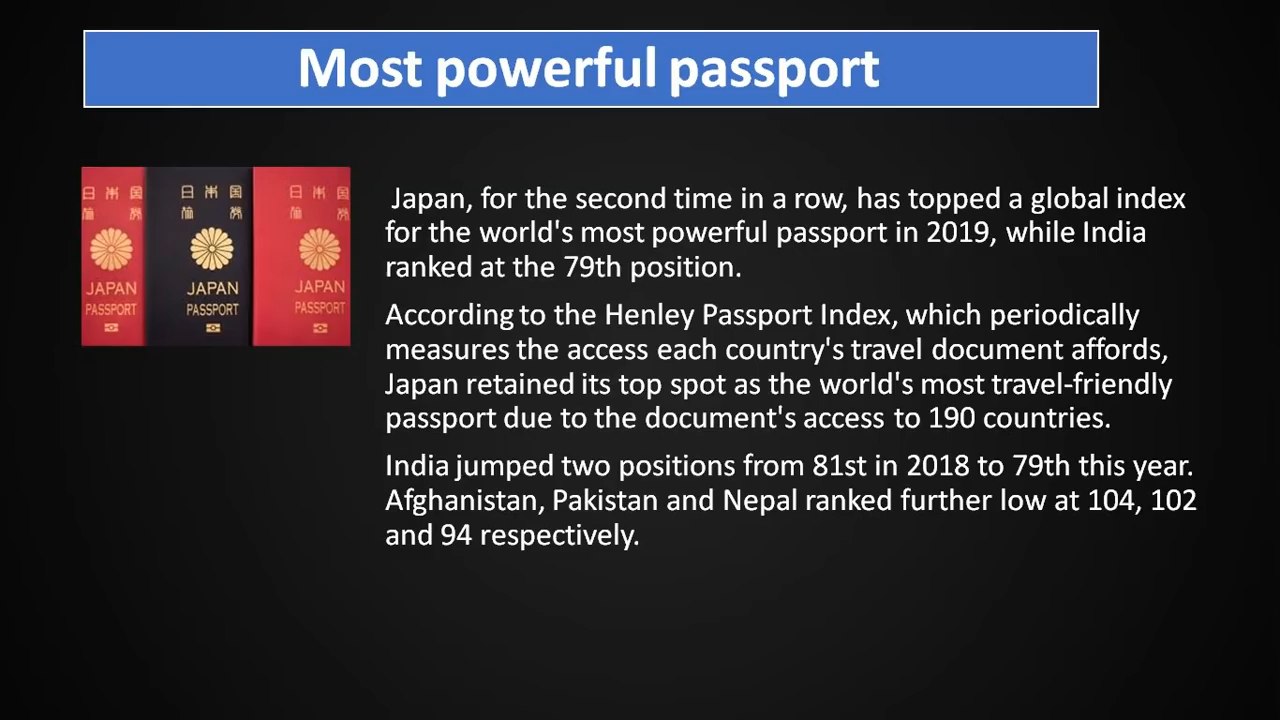 Most powerful passport
日本国 日本国 日本国
旅 券 旅 券 旅 券
JAPAN JAPAN JAPAN
PASSPORT PASSPORT PASSPORT
Japan, for the second time in a row, has topped a global index
for the world's most powerful passport in 2019, while India
ranked at the 79th position.
According to the Henley Passport Index, which periodically
measures the access each country's travel document affords,
Japan retained its top spot as the world's most travel-friendly
passport due to the document's access to 190 countries.
India jumped two positions from 81st in 2018 to 79th this year.
Afghanistan, Pakistan and Nepal ranked further low at 104, 102
and 94 respectively.